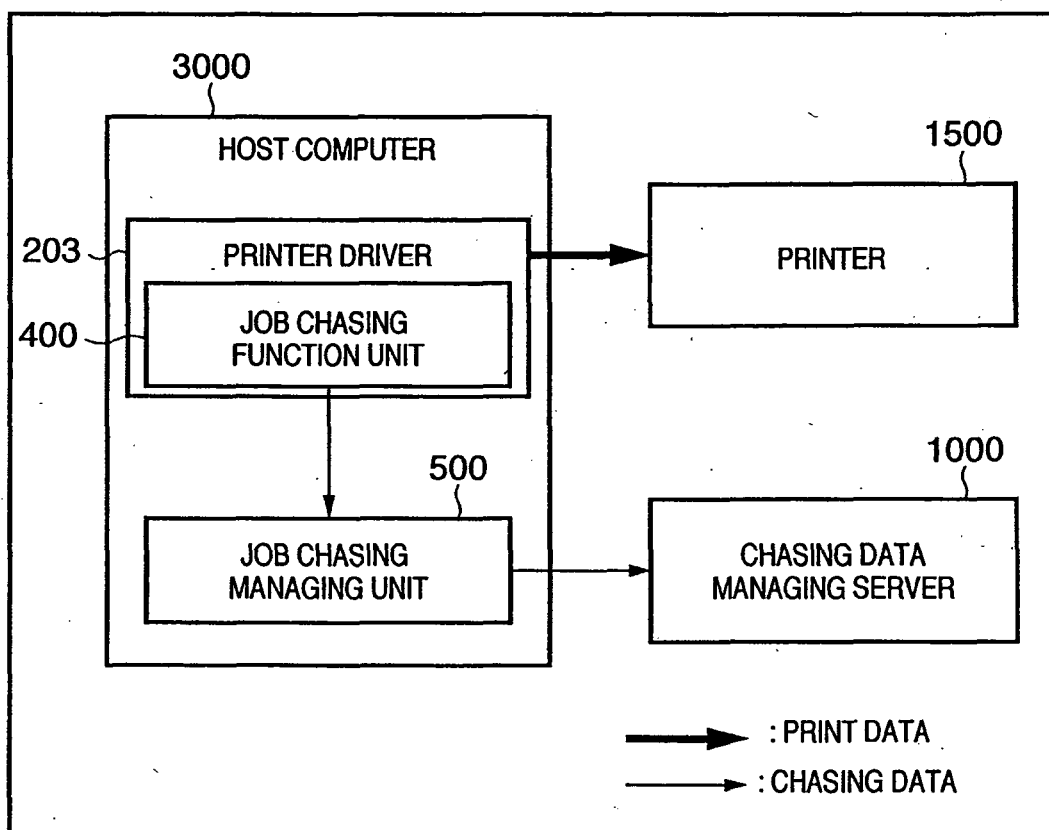 3000
HOST COMPUTER
1500
203
PRINTER DRIVER
PRINTER
400
JOB CHASING
FUNCTION UNIT
500
1000
JOB CHASING
MANAGING UNIT
CHASING DATA
MANAGING SERVER
: PRINT DATA
: CHASING DATA